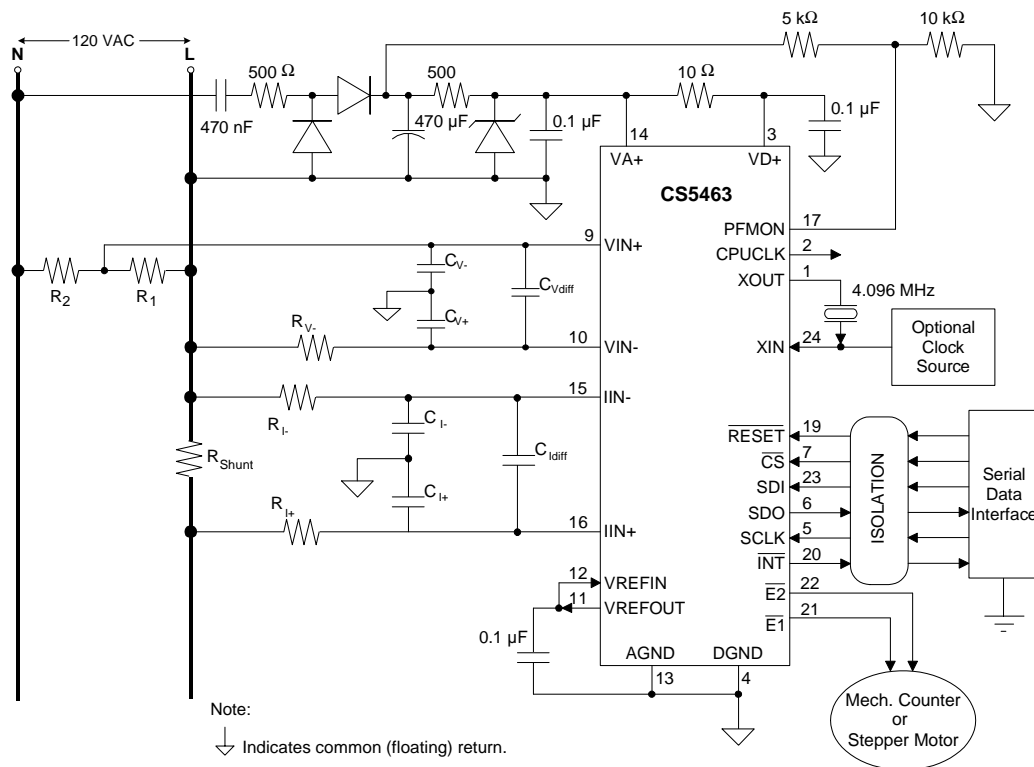 5 kΩ
10 kΩ
120 VAC
N
L
500 Ω
500
10 Ω
470 nF
470 µF
0.1 µF
0.1 µF
14
3
VA+
VD+
CS5463
9
VIN+
PFMON
17
CPUCLK
2
XOUT
1
4.096 MHz
R2
R1
CV-
CVdiff
CV+
RV-
10
VIN-
XIN
24
Optional
Clock
Source
15
IIN-
RI-
CI-
CIdiff
RShunt
CI+
RI+
16
IIN+
RESET
19
CS
7
SDI
23
SDO
6
SCLK
5
INT
20
ISOLATION
Serial
Data
Interface
12
VREFIN
11
VREFOUT
E2
22
E1
21
0.1 µF
AGND
DGND
13
4
Mech. Counter
or
Stepper Motor
Note:
Indicates common (floating) return.